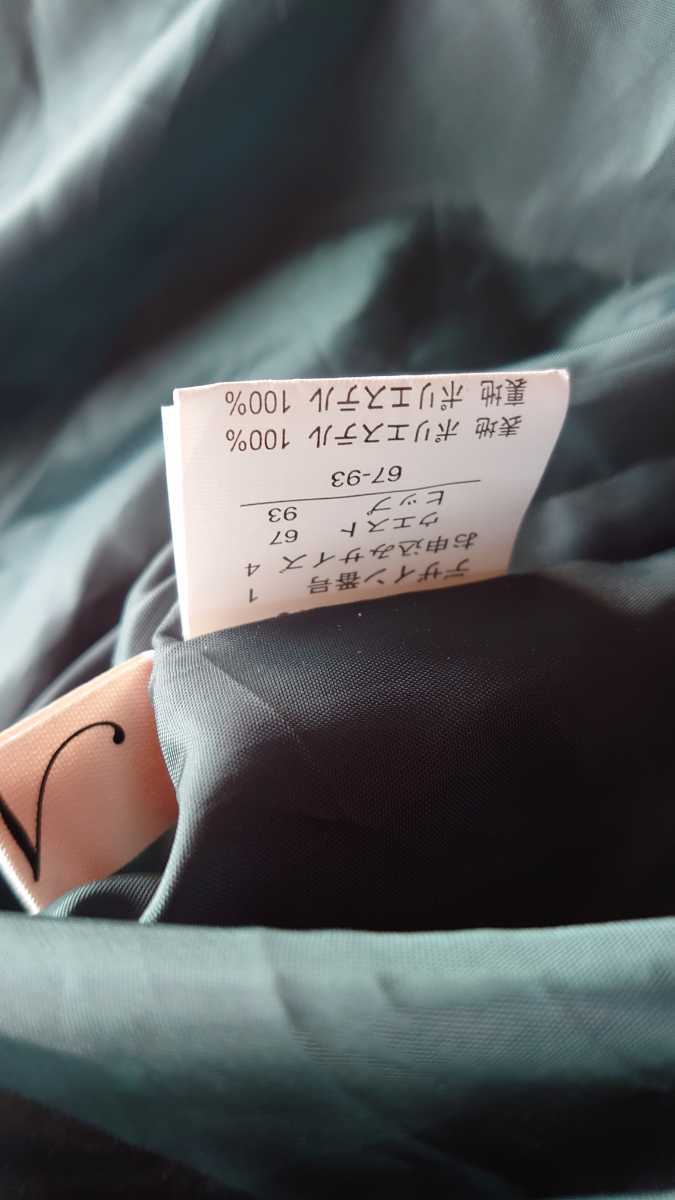 デザイン番号 1
お申込みサイズ 4
ウエスト 67
ヒップ 93
67-93
表地 ポリエステル 100%
裏地 ポリエステル 100%